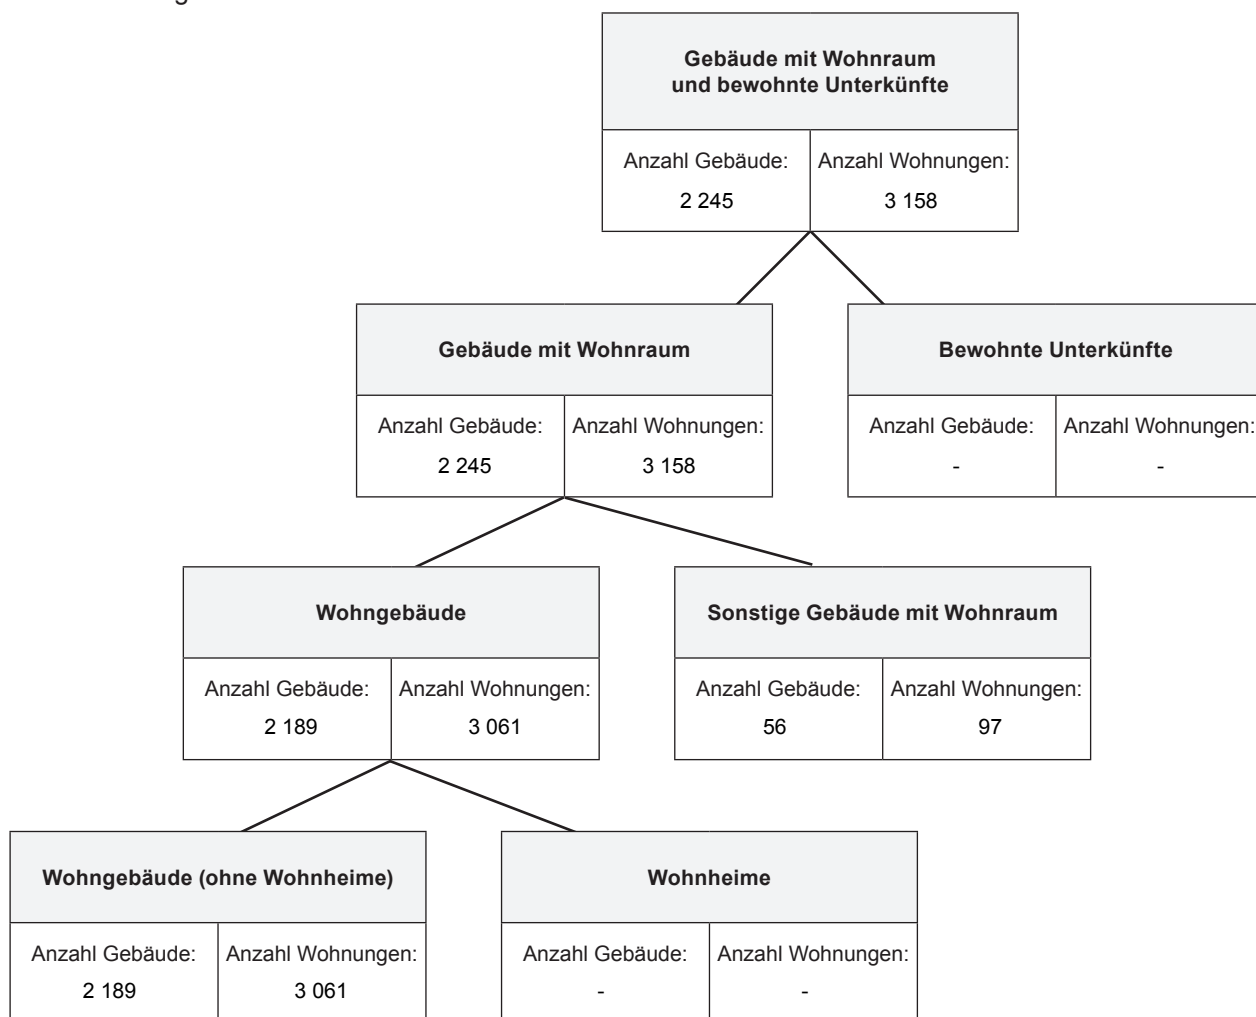 Gebäude mit Wohnraum
und bewohnte Unterkünfte
Anzahl Gebäude: Anzahl Wohnungen:
2 245 3 158
Gebäude mit Wohnraum Bewohnte Unterkünfte
Anzahl Gebäude: Anzahl Wohnungen: Anzahl Gebäude: Anzahl Wohnungen:
2 245 3 158 - -
Wohngebäude Sonstige Gebäude mit Wohnraum
Anzahl Gebäude: Anzahl Wohnungen: Anzahl Gebäude: Anzahl Wohnungen:
2 189 3 061 56 97
Wohngebäude (ohne Wohnheime) Wohnheime
Anzahl Gebäude: Anzahl Wohnungen: Anzahl Gebäude: Anzahl Wohnungen:
2 189 3 061 - -